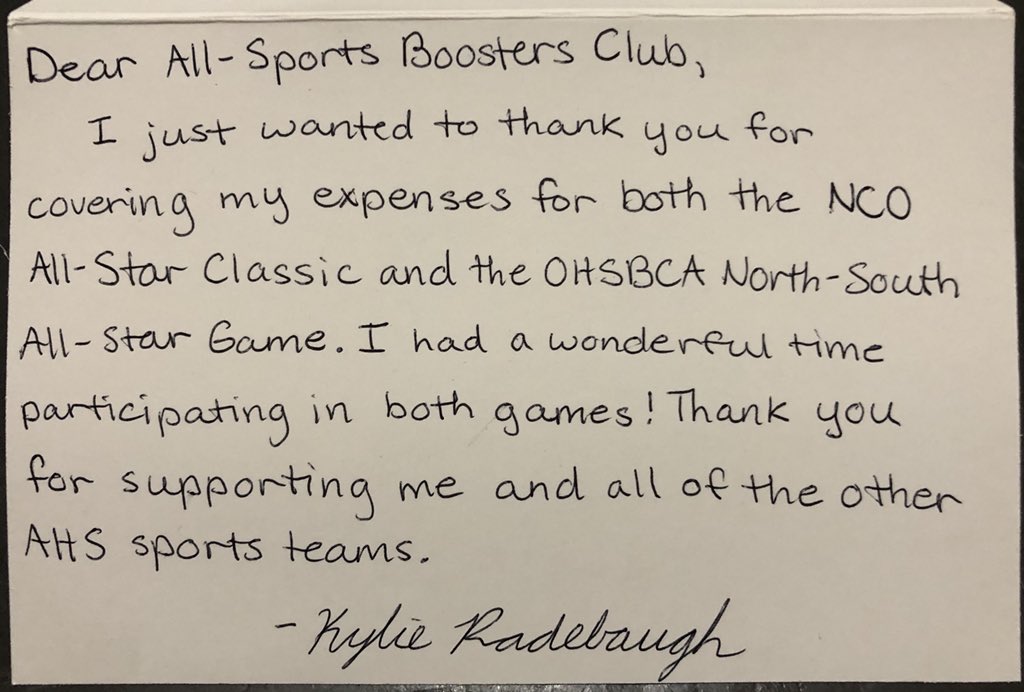 Dear All-Sports Boosters Club,
I just wanted to thank you for
covering my expenses for both the NCO
All-Star Classic and the OHSBCA North-South
All-Star Game. I had a wonderful time
participating in both games! Thank you
for supporting me and all of the other
AHS sports teams.
- Kylie Radebaugh